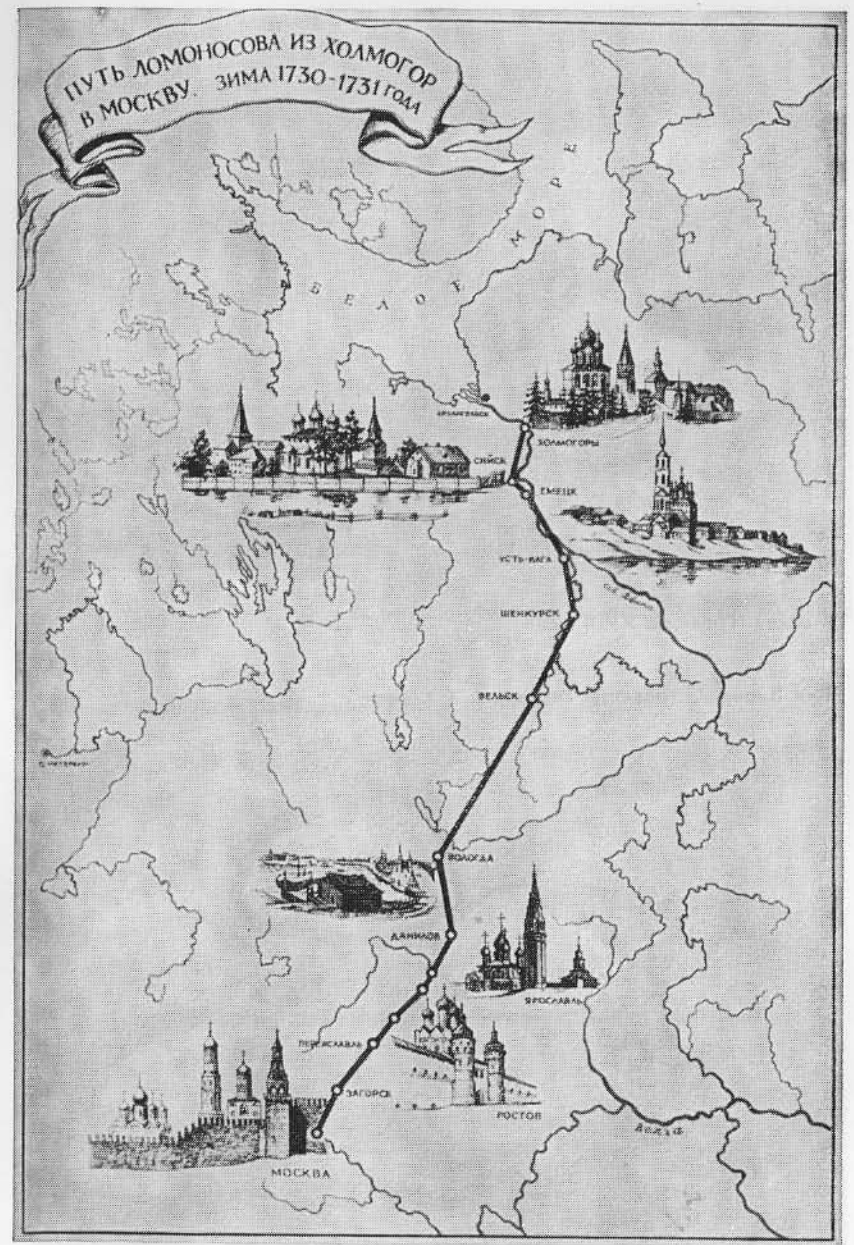 ПУТЬ ЛОМОНОСОВА ИЗ ХОЛМОГОР
В МОСКВУ. ЗИМА 1730-1731 ГОДА
БЕЛОЕ МОРЕ
АРХАНГЕЛЬСК
ХОЛМОГОРЫ
СИЙСК
ЕМЕЦК
УСТЬ-ВАГА
ШЕНКУРСК
ВЕЛЬСК
ВОЛОГДА
ДАНИЛОВ
ЯРОСЛАВЛЬ
ПЕРЕЯСЛАВЛЬ
ЗАГОРСК
РОСТОВ
Волга
МОСКВА